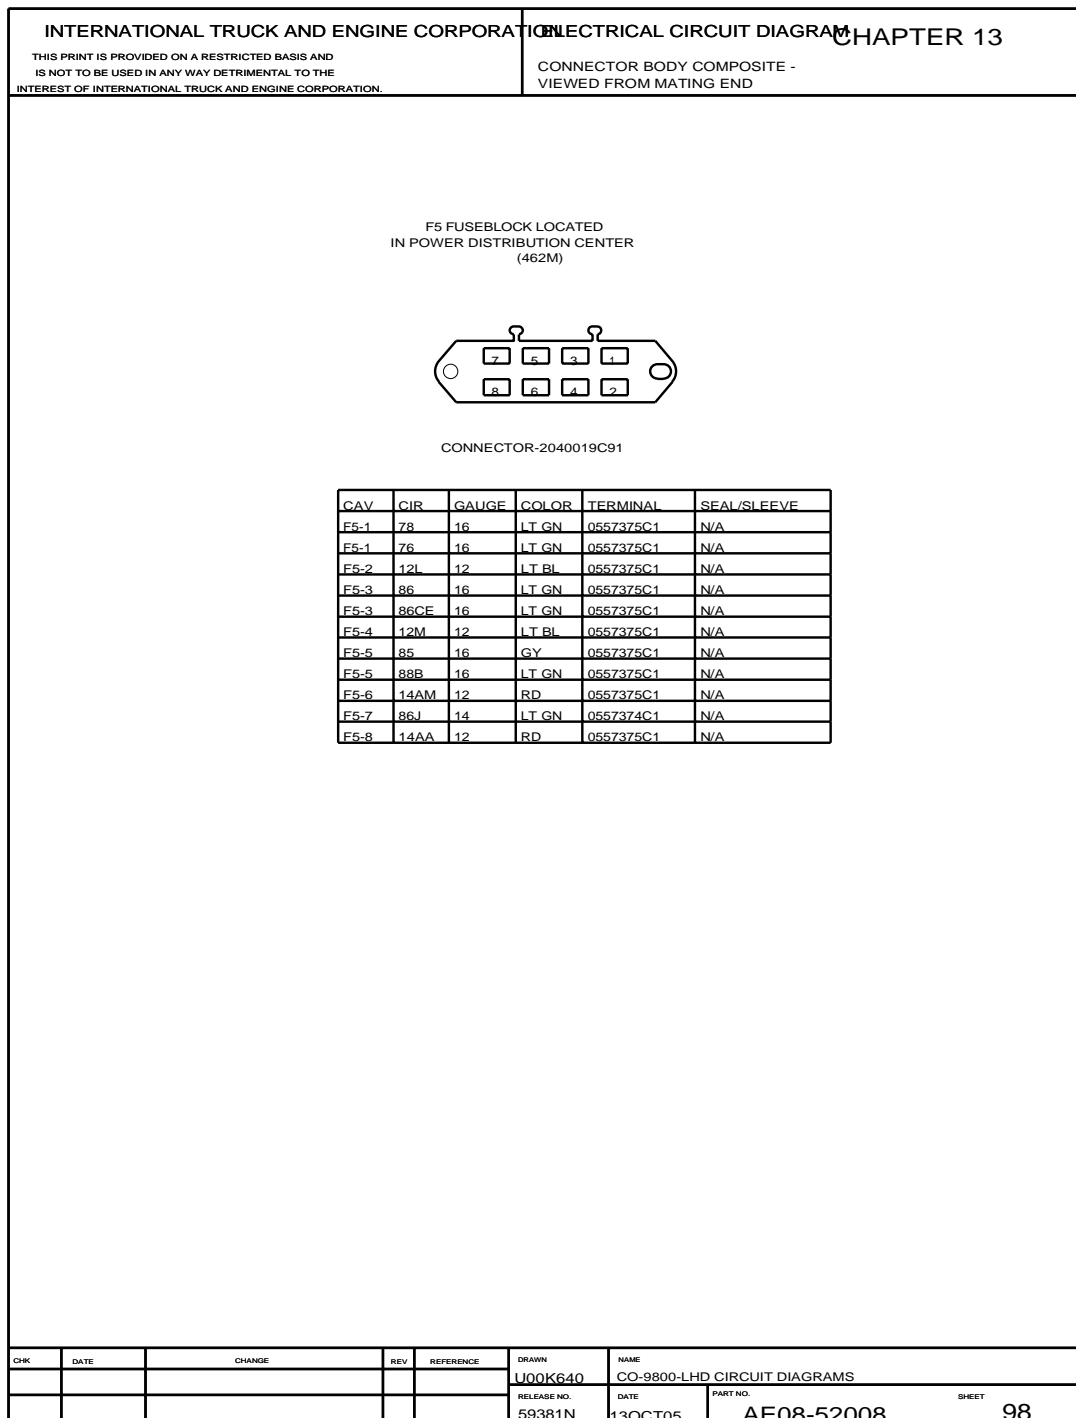 INTERNATIONAL TRUCK AND ENGINE CORPORATION
THIS PRINT IS PROVIDED ON A RESTRICTED BASIS AND
IS NOT TO BE USED IN ANY WAY DETRIMENTAL TO THE
INTEREST OF INTERNATIONAL TRUCK AND ENGINE CORPORATION.
ELECTRICAL CIRCUIT DIAGRAM
CHAPTER 13
CONNECTOR BODY COMPOSITE -
VIEWED FROM MATING END
F5 FUSEBLOCK LOCATED
IN POWER DISTRIBUTION CENTER
(462M)
7 5 3 1
8 6 4 2
CONNECTOR-2040019C91
CAV CIR GAUGE COLOR TERMINAL SEAL/SLEEVE
F5-1 78 16 LT GN 0557375C1 N/A
F5-1 76 16 LT GN 0557375C1 N/A
F5-2 12L 12 LT BL 0557375C1 N/A
F5-3 86 16 LT GN 0557375C1 N/A
F5-3 86CE 16 LT GN 0557375C1 N/A
F5-4 12M 12 LT BL 0557375C1 N/A
F5-5 85 16 GY 0557375C1 N/A
F5-5 88B 16 LT GN 0557375C1 N/A
F5-6 14AM 12 RD 0557375C1 N/A
F5-7 86J 14 LT GN 0557374C1 N/A
F5-8 14AA 12 RD 0557375C1 N/A
CHK DATE CHANGE REV REFERENCE DRAWN NAME
U00K640 CO-9800-LHD CIRCUIT DIAGRAMS
RELEASE NO. DATE PART NO. SHEET
59381N 13OCT05 AE08-52008 98